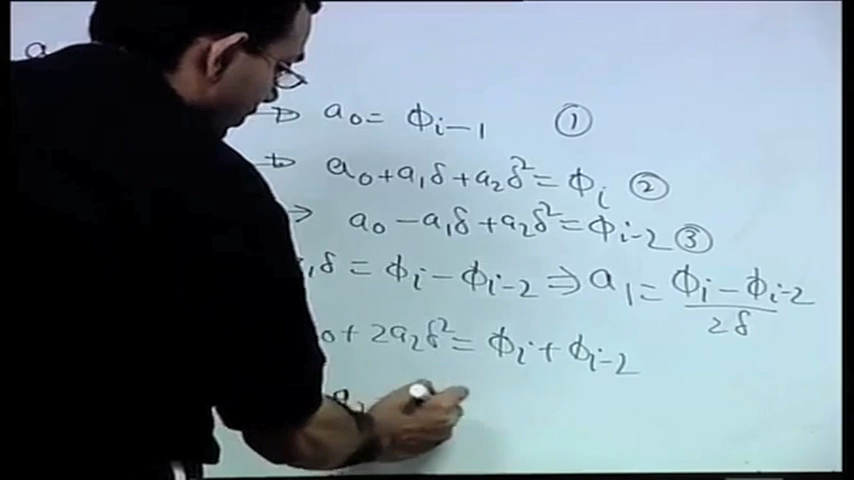 a
→ a₀ = ϕᵢ₋₁ ①
→ a₀ + a₁δ + a₂δ² = ϕᵢ ②
→ a₀ - a₁δ + a₂δ² = ϕᵢ₋₂ ③
₁δ = ϕᵢ - ϕᵢ₋₂ ⇒ a₁ = (ϕᵢ - ϕᵢ₋₂)/2δ
₀ + 2a₂δ² = ϕᵢ + ϕᵢ₋₂
a₂